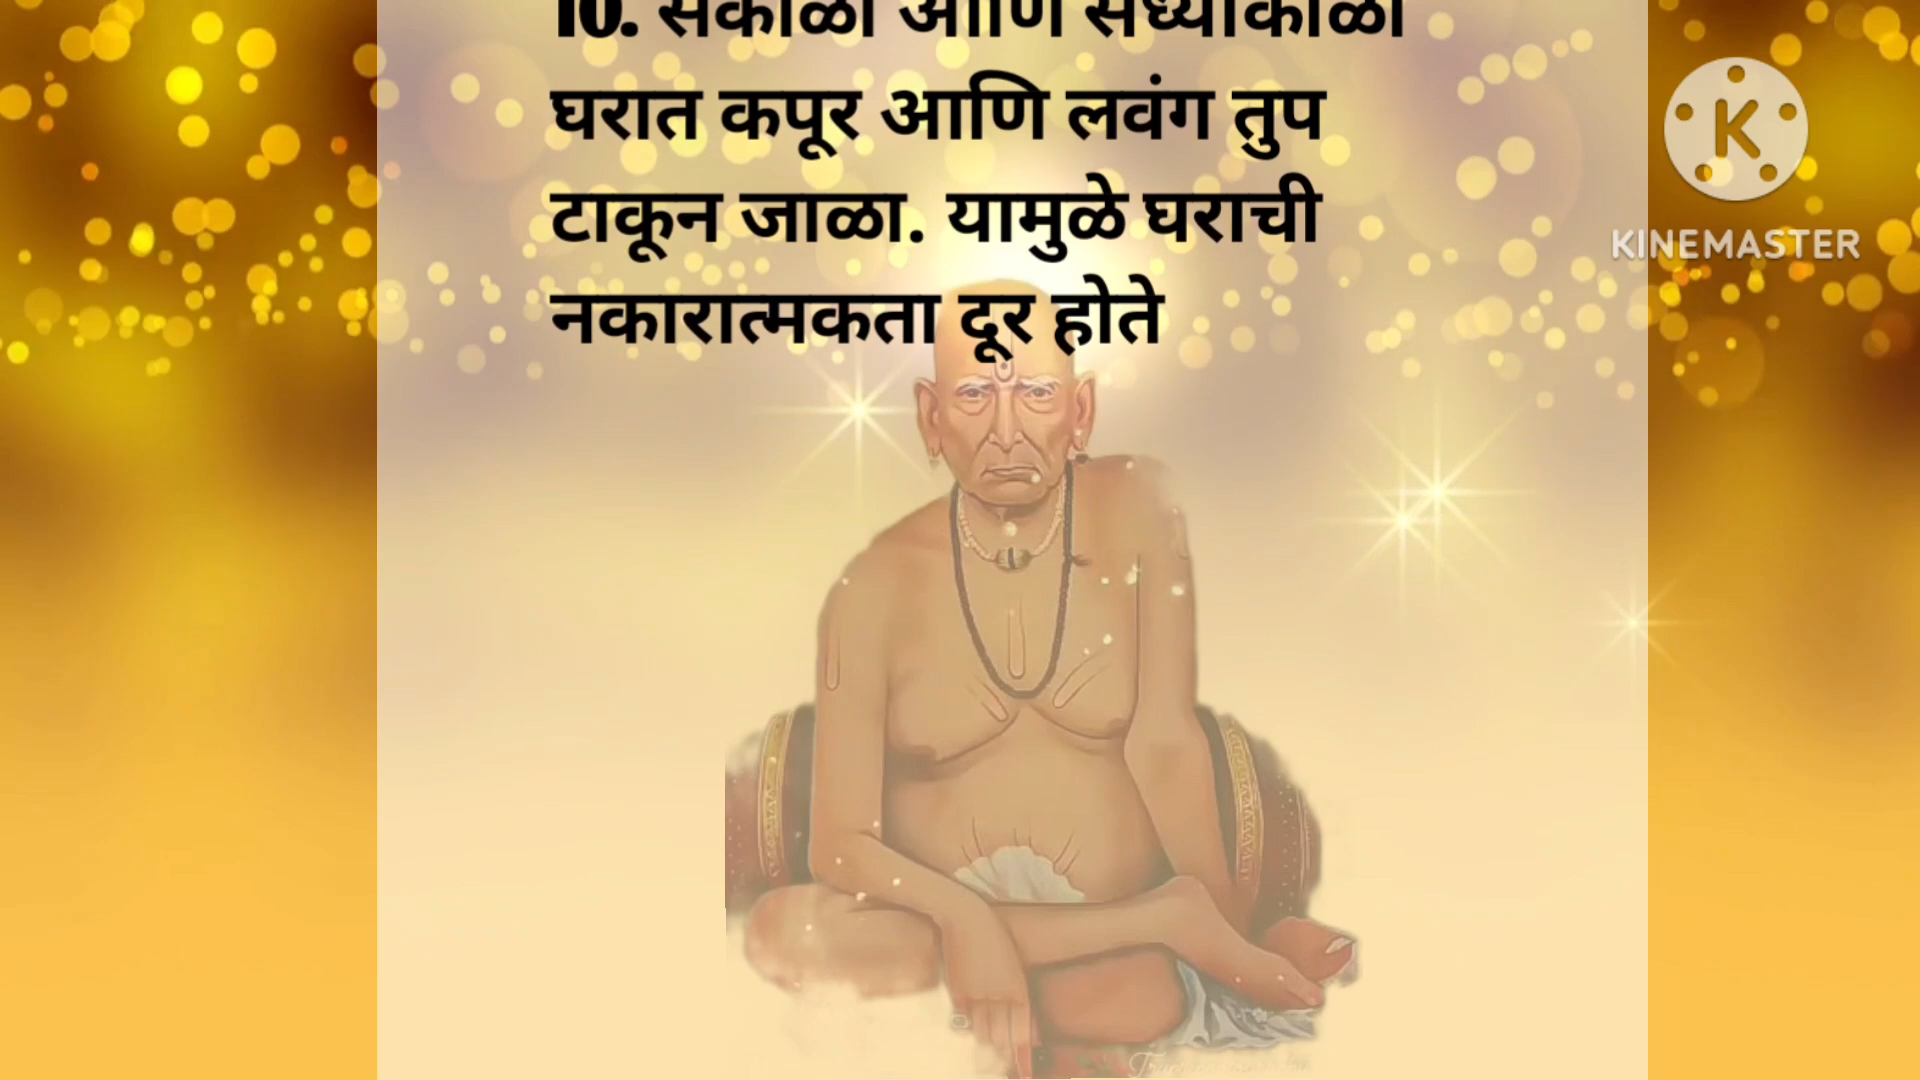 10. सकाळी आणि संध्याकाळी
घरात कपूर आणि लवंग तुप
टाकून जाळा. यामुळे घराची
नकारात्मकता दूर होते
K
KINEMASTER